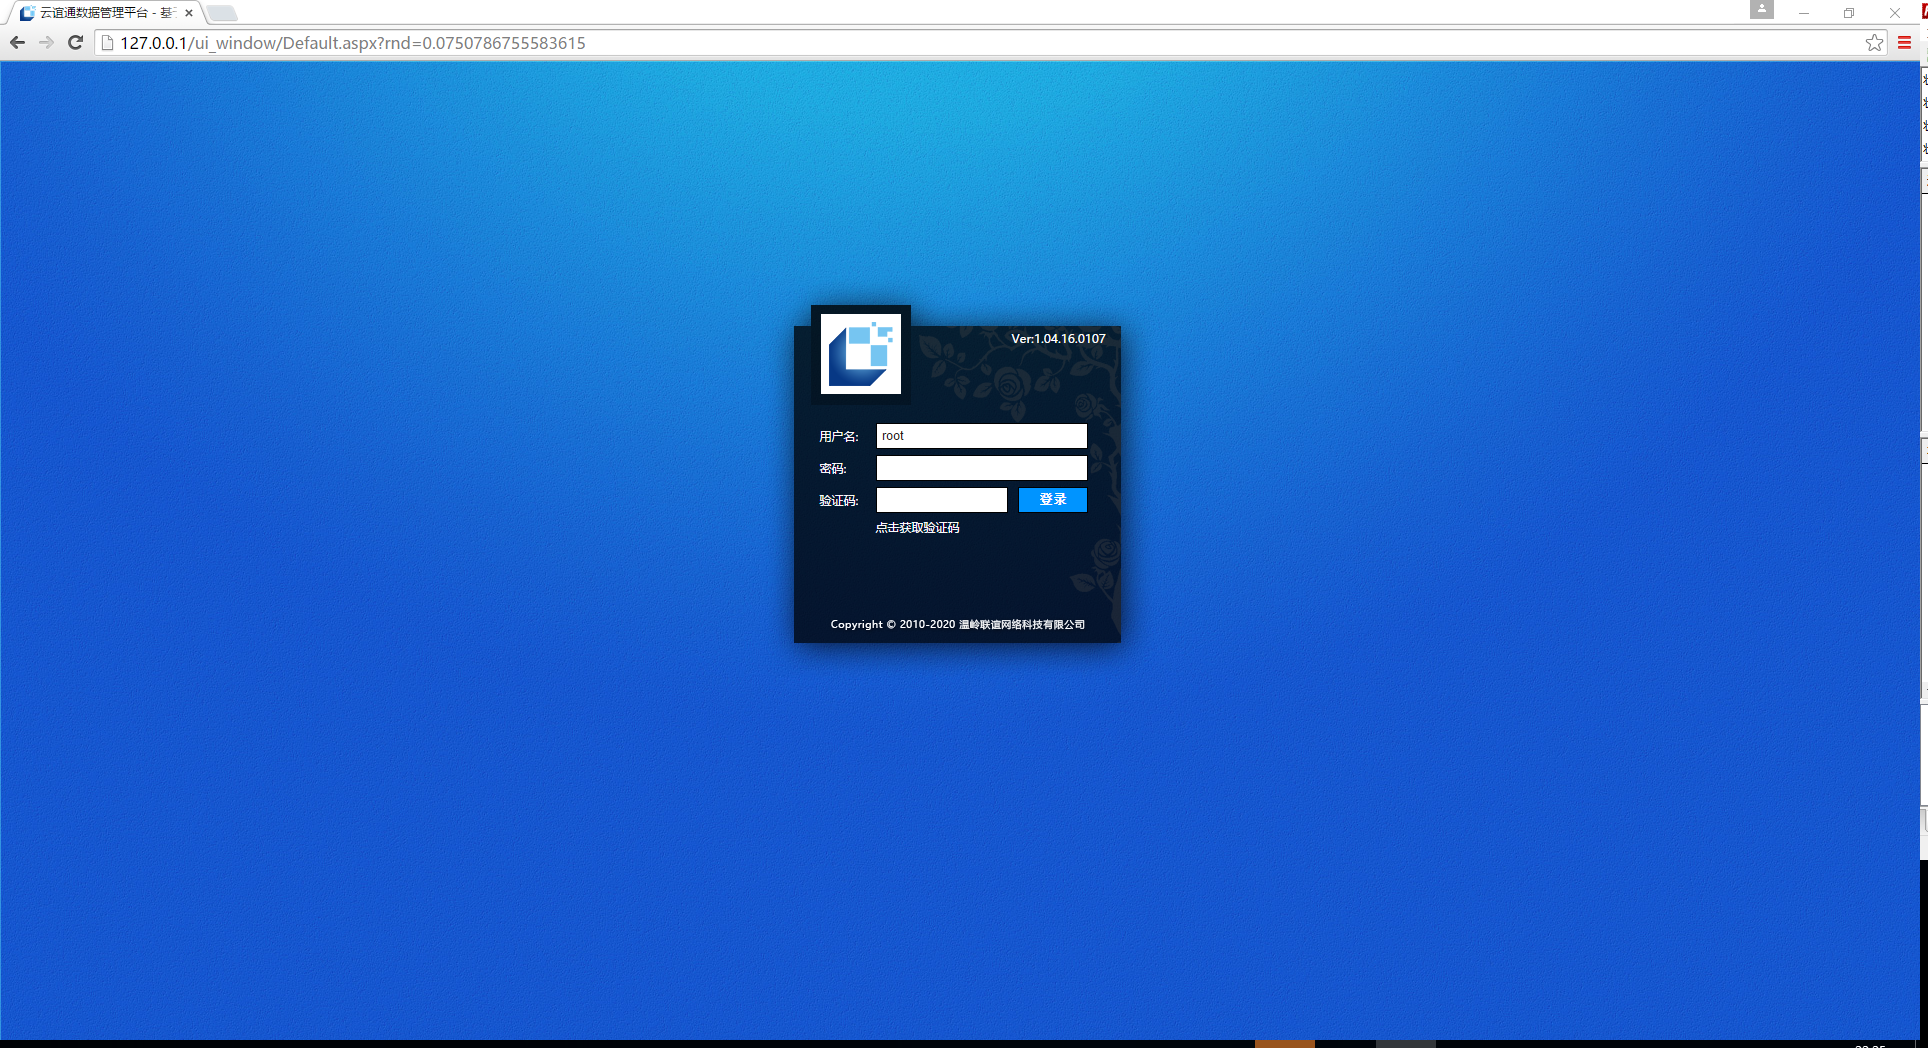 云谊通数据管理平台 - 基
127.0.0.1/ui_window/Default.aspx?rnd=0.0750786755583615
Ver:1.04.16.0107
用户名: root
密码:
验证码: 登录
点击获取验证码
Copyright © 2010-2020 温岭联谊网络科技有限公司